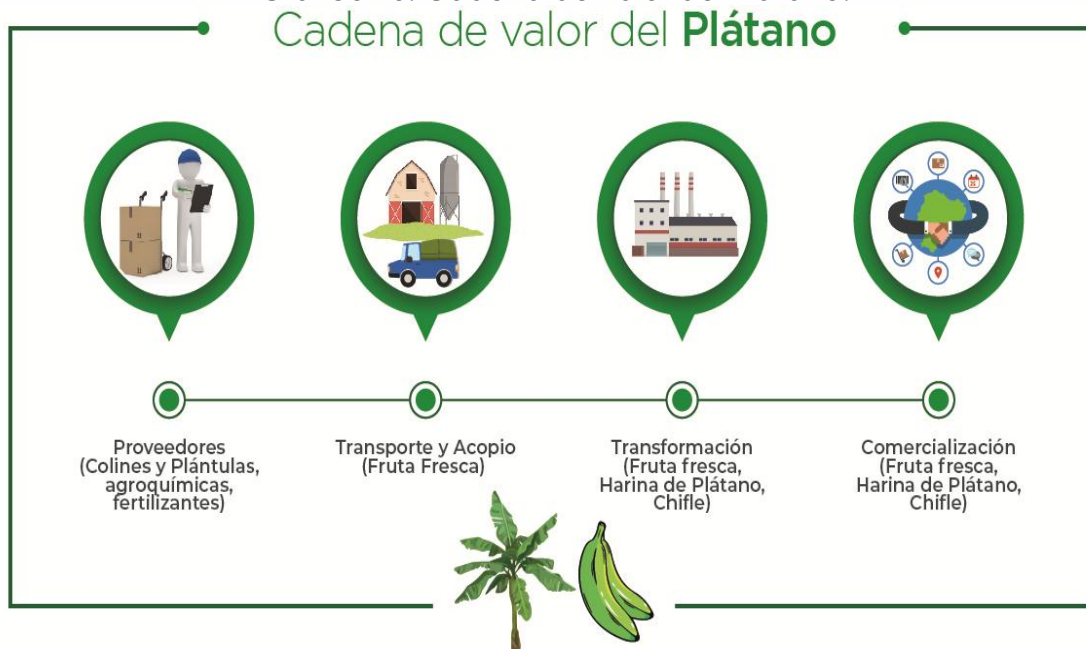 Cadena de valor del Plátano
Proveedores
(Colines y Plántulas,
agroquímicas,
fertilizantes)
Transporte y Acopio
(Fruta Fresca)
Transformación
(Fruta fresca,
Harina de Plátano,
Chifle)
Comercialización
(Fruta fresca,
Harina de Plátano,
Chifle)